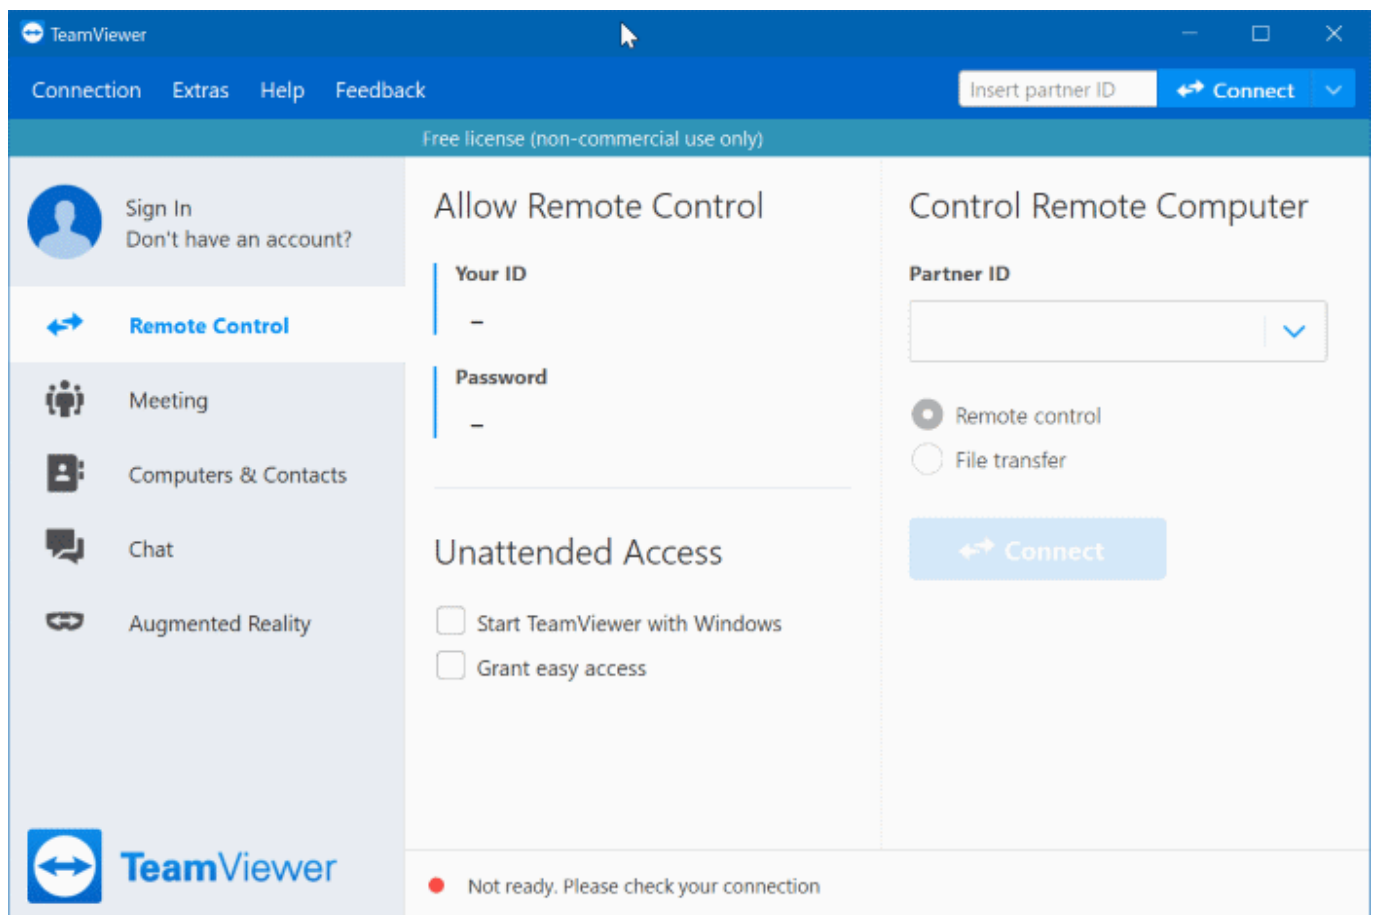 TeamViewer
Connection Extras Help Feedback
Insert partner ID
Connect
Free license (non-commercial use only)
Sign In
Don't have an account?
Remote Control
Meeting
Computers & Contacts
Chat
Augmented Reality
TeamViewer
Allow Remote Control
Your ID
–
Password
–
Unattended Access
Start TeamViewer with Windows
Grant easy access
Control Remote Computer
Partner ID
Remote control
File transfer
Connect
Not ready. Please check your connection